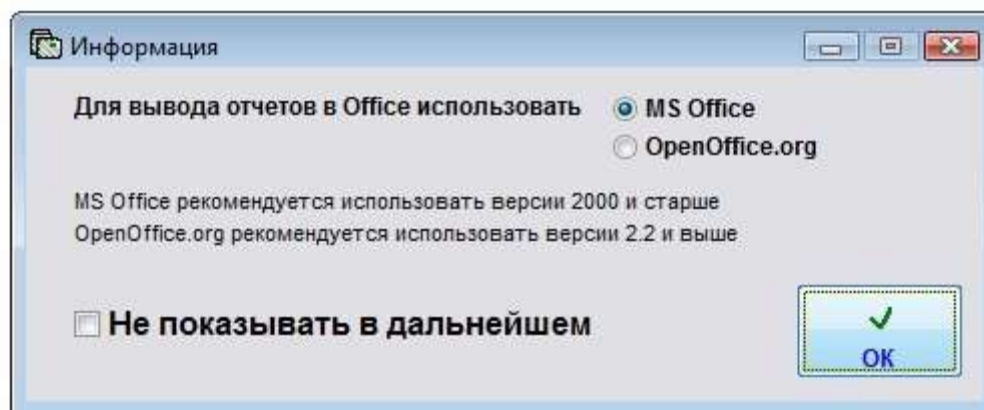 Информация
Для вывода отчетов в Office использовать
MS Office
OpenOffice.org
MS Office рекомендуется использовать версии 2000 и старше
OpenOffice.org рекомендуется использовать версии 2.2 и выше
Не показывать в дальнейшем
ОК